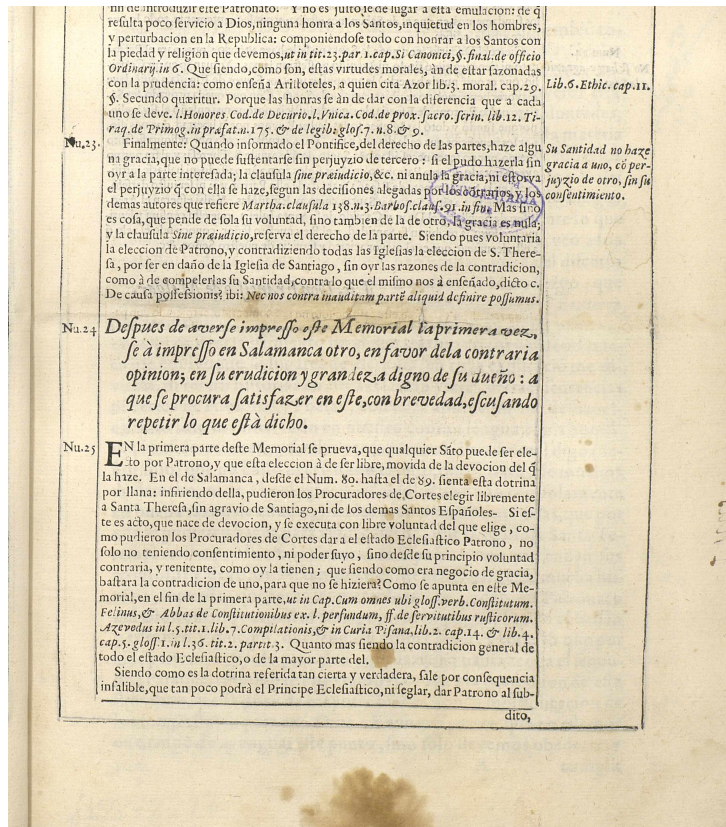 fin de introduzir este Patronato. Y no es justo, se de lugar a esta emulacion: de q̃
resulta poco servicio a Dios, ninguna honra a los Santos, inquietud en los hombres,
y perturbacion en la Republica: componiendose todo con honrar a los Santos con
la piedad y religion que devemos, ut in tit.23.par 1.cap.Si Canonici, §. final. de officio
Ordinarij. in 6. Que siendo, como son, estas virtudes morales, àn de estar sazonadas
con la prudencia: como enseña Aristoteles, a quien cita Azor lib.3. moral. cap.29.
Lib.6. Ethic. cap.11.
§. Secundo quæritur. Porque las honras se àn de dar con la diferencia que a cada
uno se deve. l. Honores. Cod. de Decurio. l. Vnica. Cod. de prox. sacro. scrin. lib.12. Ti-
raq. de Primog. in præfat. n.175. & de legib; glos.7. n.8. & 9.
Nu.23.
Finalmente: Quando informado el Pontifice, del derecho de las partes, haze algu
na gracia, que no puede sustentarse sin perjuyzio de tercero: si el pudo hazerla sin
oyr a la parte interesada; la clausula sine præiudicio, &c. ni anula la gracia, ni estorva
el perjuyzio q̃ con ella se haze, segun las decisiones alegadas por los cõtrarios, y los
demas autores que refiere Martha. clausula 138. n.3. Barbos. claus. 91. in fin. Mas sino
es cosa, que pende de sola su voluntad, sino tambien de la de otro, la gracia es nula;
y la clausula Sine præiudicio, reserva el derecho de la parte. Siendo pues voluntaria
la eleccion de Patrono, y contradiziendo todas las Iglesias la eleccion de S. There-
sa, por ser en daño de la Iglesia de Santiago, sin oyr las razones de la contradicion,
como à de compelerlas su Santidad, contra lo que el mismo nos à enseñado, dicto c.
De causa possessionis? ibi: Nec nos contra inauditam partẽ aliquid definire possumus.
Su Santidad no haze
gracia a uno, cõ per-
juyzio de otro, sin su
consentimiento.
Nu.24
Despues de averse impresso este Memorial la primera vez,
se à impresso en Salamanca otro, en favor de la contraria
opinion; en su erudicion y grandeza digno de su dueño: a
que se procura satisfazer en este, con brevedad, escusando
repetir lo que està dicho.
Nu.25
EN la primera parte deste Memorial se prueva, que qualquier Sãto puede ser ele-
cto por Patrono, y que esta eleccion à de ser libre, movida de la devocion del q̃
la haze. En el de Salamanca, desde el Num. 80. hasta el de 89. sienta esta dotrina
por llana: infiriendo della, pudieron los Procuradores de Cortes elegir libremente
a Santa Theresa, sin agravio de Santiago, ni de los demas Santos Españoles. Si es-
te es acto, que nace de devocion, y se executa con libre voluntad del que elige, co-
mo pudieron los Procuradores de Cortes dar a el estado Eclesiastico Patrono, no
solo no teniendo consentimiento, ni poder suyo, sino desde su principio voluntad
contraria, y renitente, como oy la tienen; que siendo como era negocio de gracia,
bastara la contradicion de uno, para que no se hiziera? Como se apunta en este Me-
morial, en el fin de la primera parte, ut in Cap. Cum omnes ubi gloss. verb. Constitutum.
Felinus, & Abbas de Constitutionibus ex. l. perfundum, ff. de servitutibus rusticorum.
Azevodus in l.5. tit.1. lib.7. Compilationis, & in Curia Pisana, lib.2. cap.14. & lib.4.
cap.5. gloss.1. in l.36. tit.2. partit.3. Quanto mas siendo la contradicion general de
todo el estado Eclesiastico, o de la mayor parte del.
Siendo como es la dotrina referida tan cierta y verdadera, sale por consequencia
infalible, que tan poco podrà el Principe Eclesiastico, ni seglar, dar Patrono al sub-
dito,